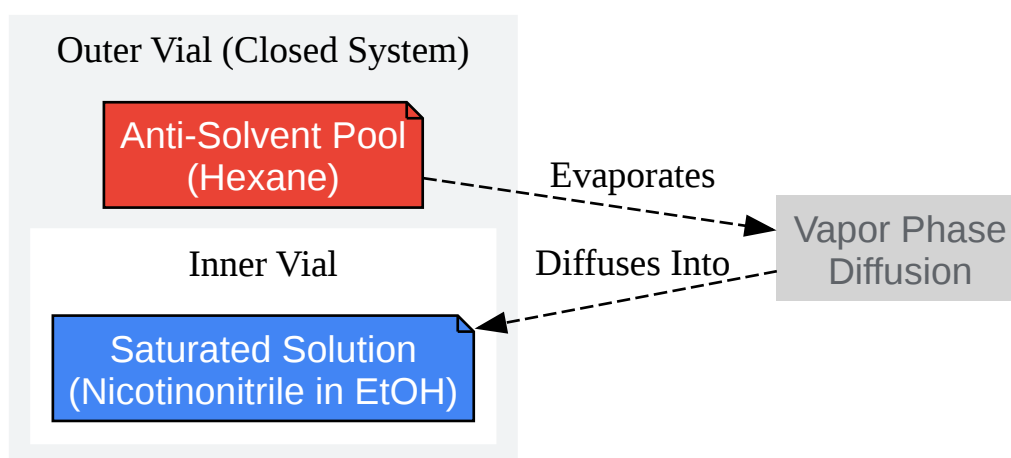 Outer Vial (Closed System)
Anti-Solvent Pool
(Hexane)
Evaporates
Vapor Phase
Diffusion
Diffuses Into
Inner Vial
Saturated Solution
(Nicotinonitrile in EtOH)